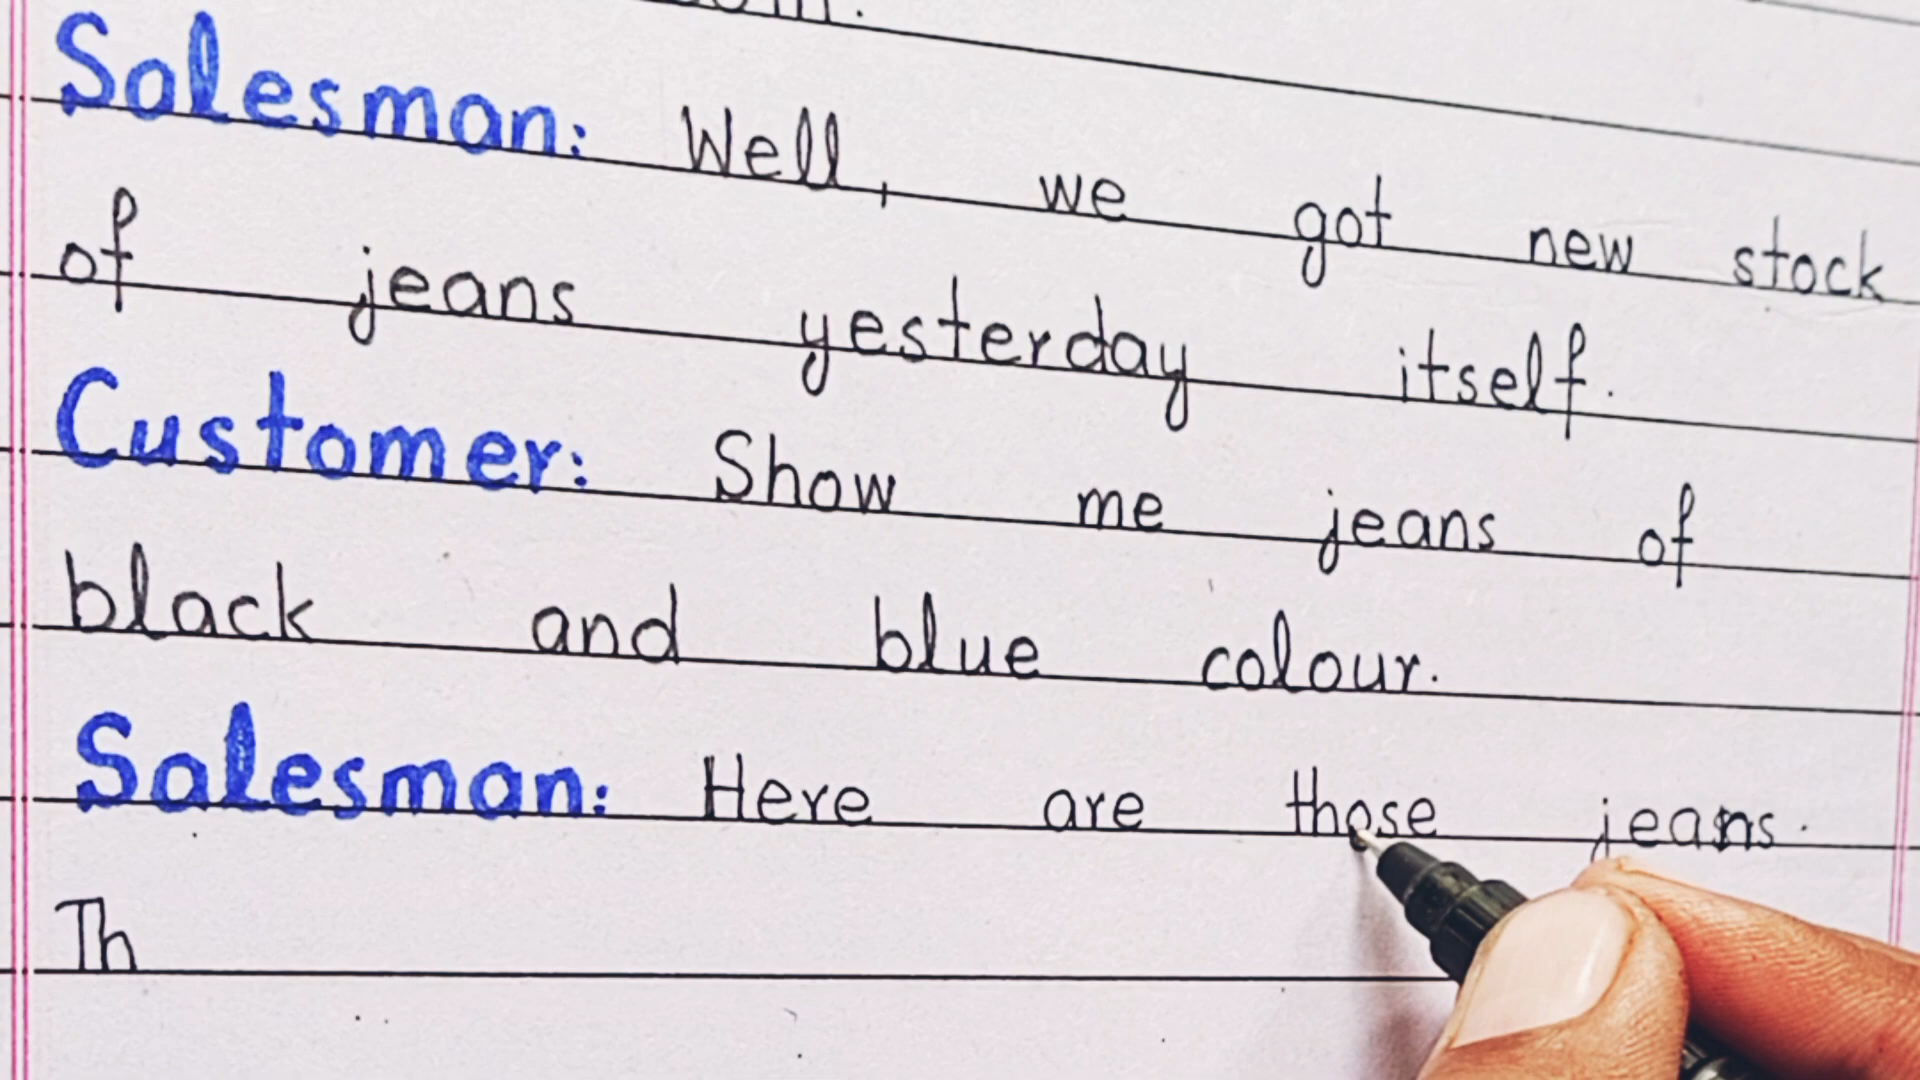 Salesman: Well, we got new stock
of jeans yesterday itself.
Customer: Show me jeans of
black and blue colour.
Salesman: Here are those jeans.
Th